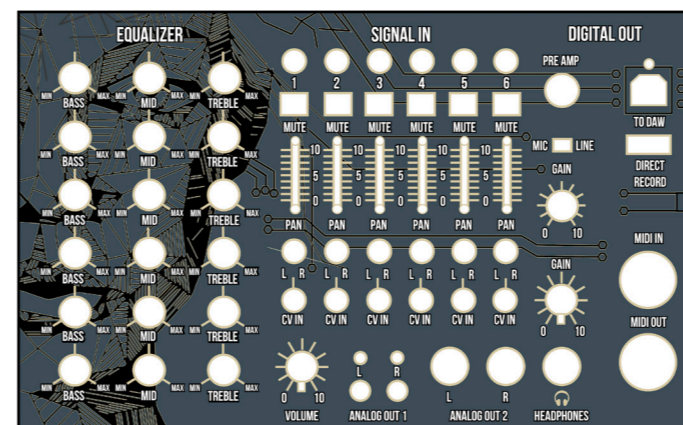 EQUALIZER SIGNAL IN DIGITAL OUT
PRE AMP
1 2 3 4 5 6
MIN BASS MAX MIN MID MAX MIN TREBLE MAX
TO DAW
MUTE MUTE MUTE MUTE MUTE MUTE
MIN BASS MAX MIN MID MAX MIN TREBLE MAX
10 10 10 10 10
MIC LINE
DIRECT
RECORD
5 5 5 5 5
GAIN
0 0 0 0 0
MIN BASS MAX MIN MID MAX MIN TREBLE MAX
PAN PAN PAN PAN PAN PAN
0 10
MIDI IN
L R L R L R L R L R L R
GAIN
MIN BASS MAX MIN MID MAX MIN TREBLE MAX
CV IN CV IN CV IN CV IN CV IN CV IN
0 10
MIDI OUT
MIN BASS MAX MIN MID MAX MIN TREBLE MAX
L R
MIN BASS MAX MIN MID MAX MIN TREBLE MAX
0 10
L R
VOLUME ANALOG OUT 1 ANALOG OUT 2 HEADPHONES